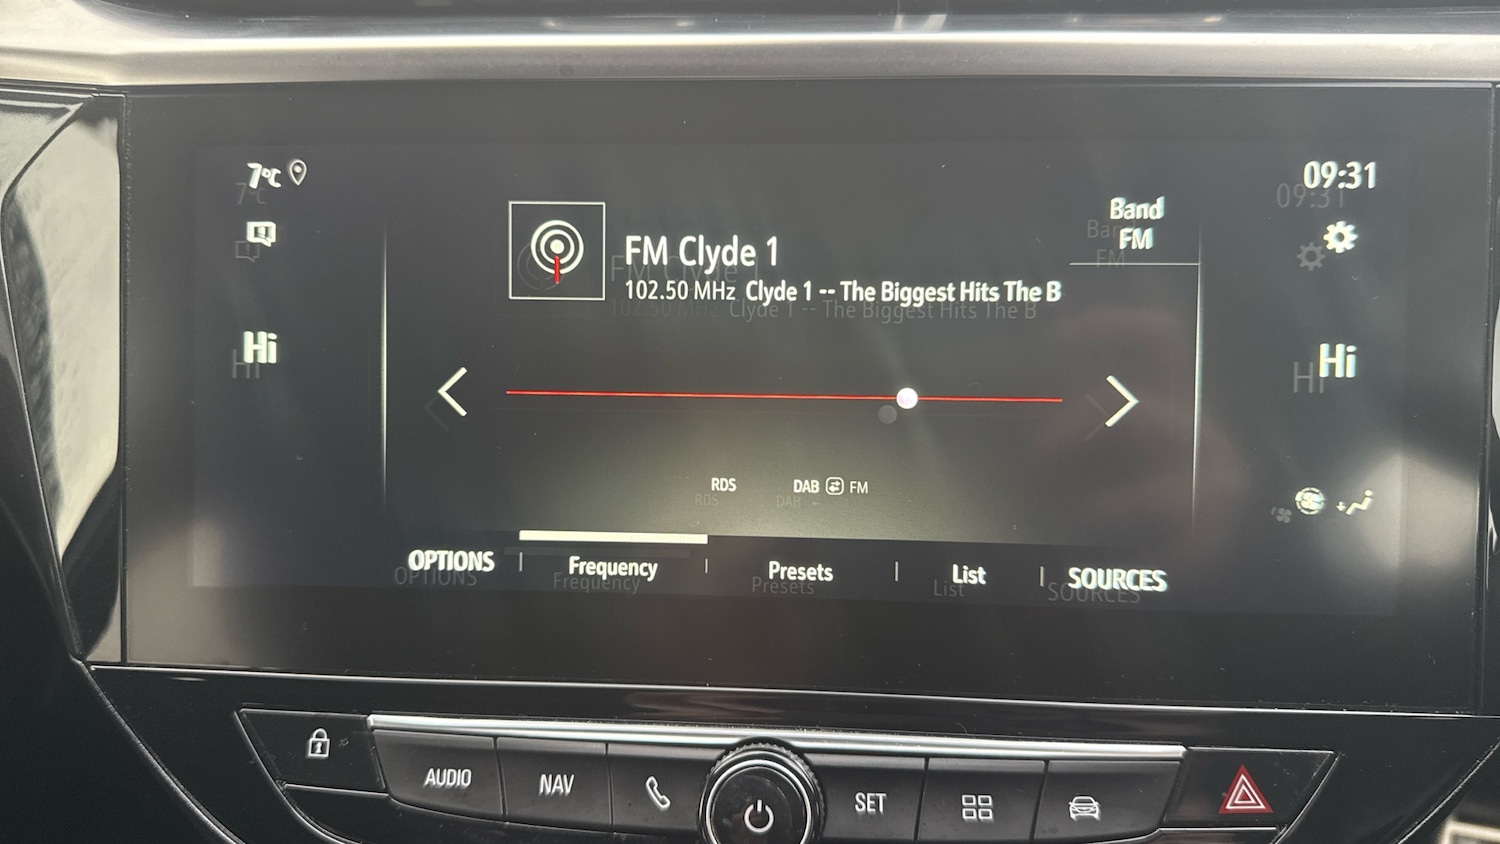 7°C
09:31
Band
FM
FM Clyde 1
102.50 MHz Clyde 1 -- The Biggest Hits The B
Hi
Hi
RDS DAB FM
OPTIONS Frequency Presets List SOURCES
AUDIO NAV SET